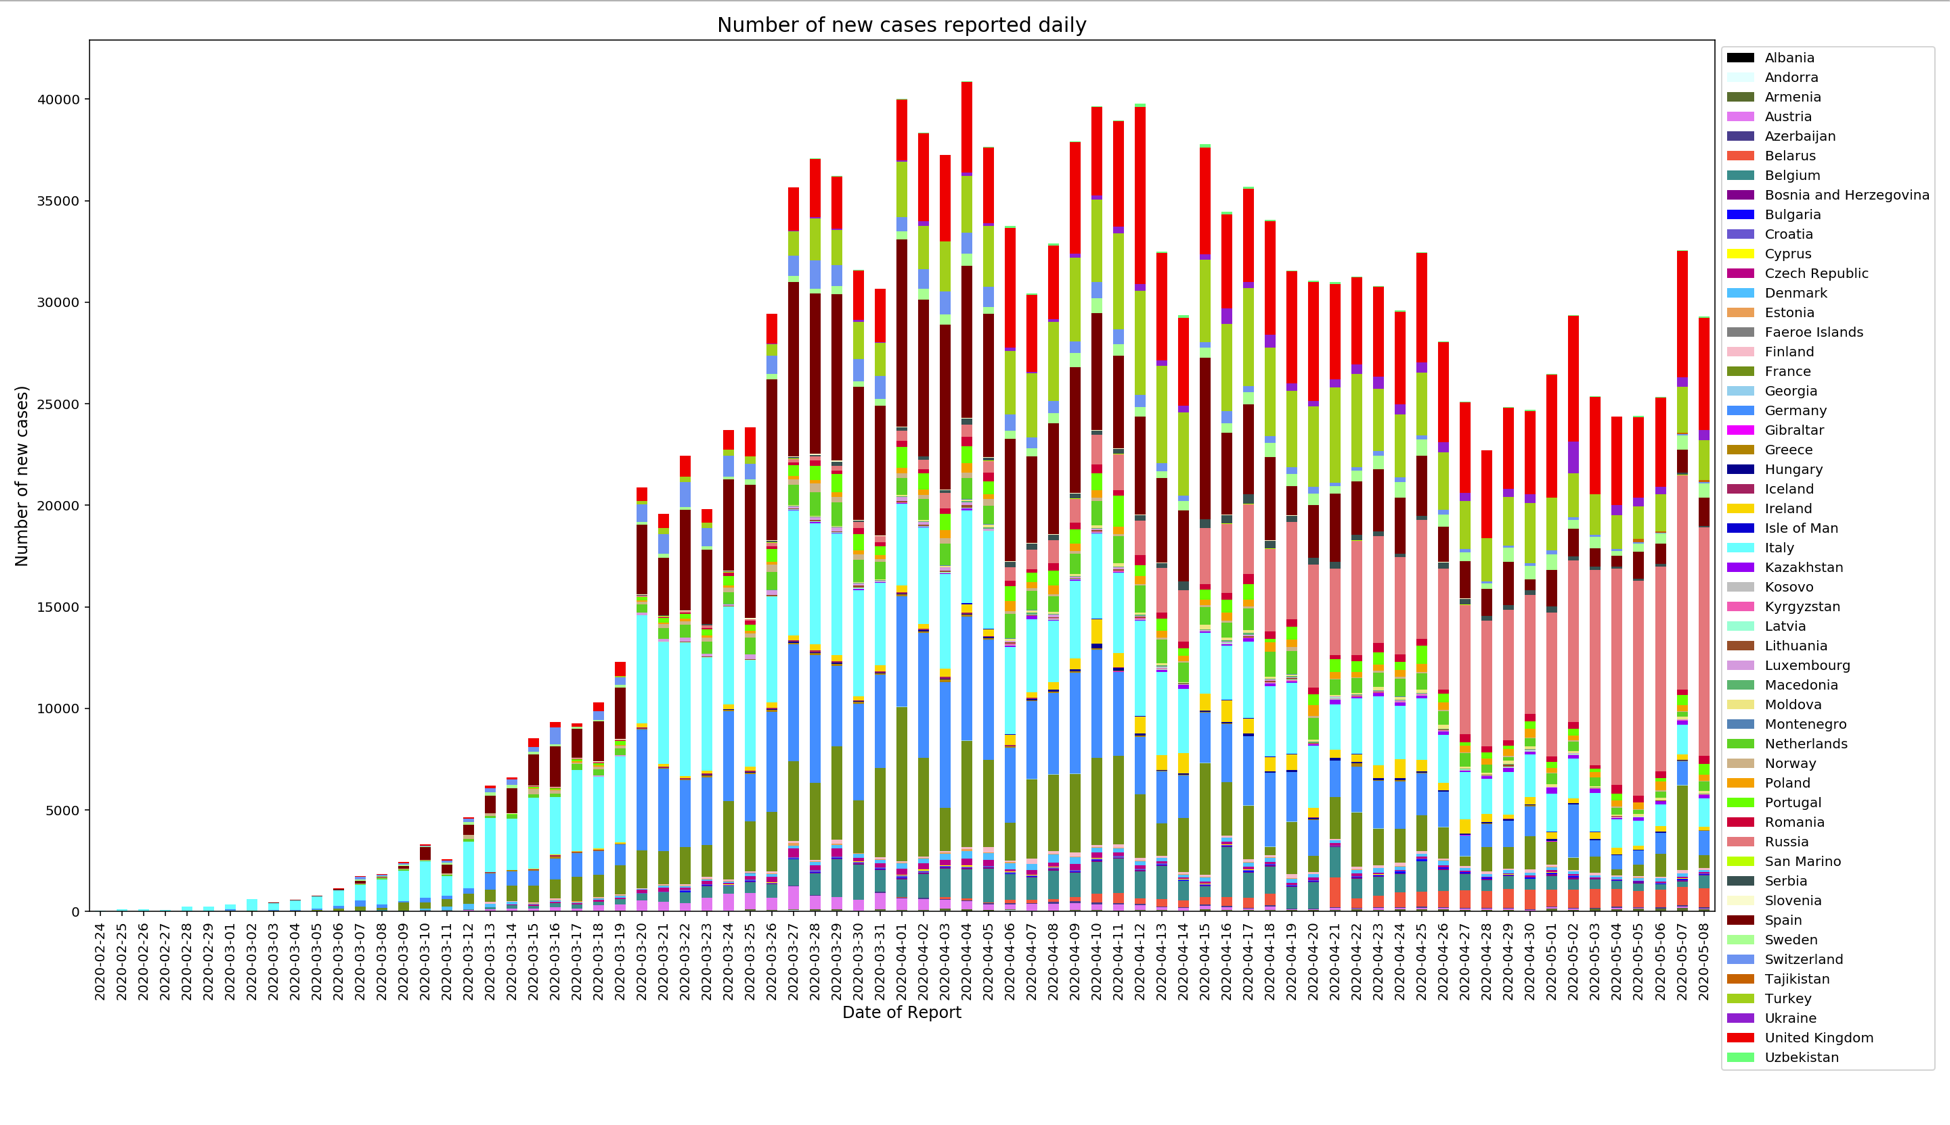 Number of new cases reported daily
Number of new cases)
40000
35000
30000
25000
20000
15000
10000
5000
0
2020-02-24
2020-02-25
2020-02-26
2020-02-27
2020-02-28
2020-02-29
2020-03-01
2020-03-02
2020-03-03
2020-03-04
2020-03-05
2020-03-06
2020-03-07
2020-03-08
2020-03-09
2020-03-10
2020-03-11
2020-03-12
2020-03-13
2020-03-14
2020-03-15
2020-03-16
2020-03-17
2020-03-18
2020-03-19
2020-03-20
2020-03-21
2020-03-22
2020-03-23
2020-03-24
2020-03-25
2020-03-26
2020-03-27
2020-03-28
2020-03-29
2020-03-30
2020-03-31
2020-04-01
2020-04-02
2020-04-03
2020-04-04
2020-04-05
2020-04-06
2020-04-07
2020-04-08
2020-04-09
2020-04-10
2020-04-11
2020-04-12
2020-04-13
2020-04-14
2020-04-15
2020-04-16
2020-04-17
2020-04-18
2020-04-19
2020-04-20
2020-04-21
2020-04-22
2020-04-23
2020-04-24
2020-04-25
2020-04-26
2020-04-27
2020-04-28
2020-04-29
2020-04-30
2020-05-01
2020-05-02
2020-05-03
2020-05-04
2020-05-05
2020-05-06
2020-05-07
2020-05-08
Date of Report
Albania
Andorra
Armenia
Austria
Azerbaijan
Belarus
Belgium
Bosnia and Herzegovina
Bulgaria
Croatia
Cyprus
Czech Republic
Denmark
Estonia
Faeroe Islands
Finland
France
Georgia
Germany
Gibraltar
Greece
Hungary
Iceland
Ireland
Isle of Man
Italy
Kazakhstan
Kosovo
Kyrgyzstan
Latvia
Lithuania
Luxembourg
Macedonia
Moldova
Montenegro
Netherlands
Norway
Poland
Portugal
Romania
Russia
San Marino
Serbia
Slovenia
Spain
Sweden
Switzerland
Tajikistan
Turkey
Ukraine
United Kingdom
Uzbekistan